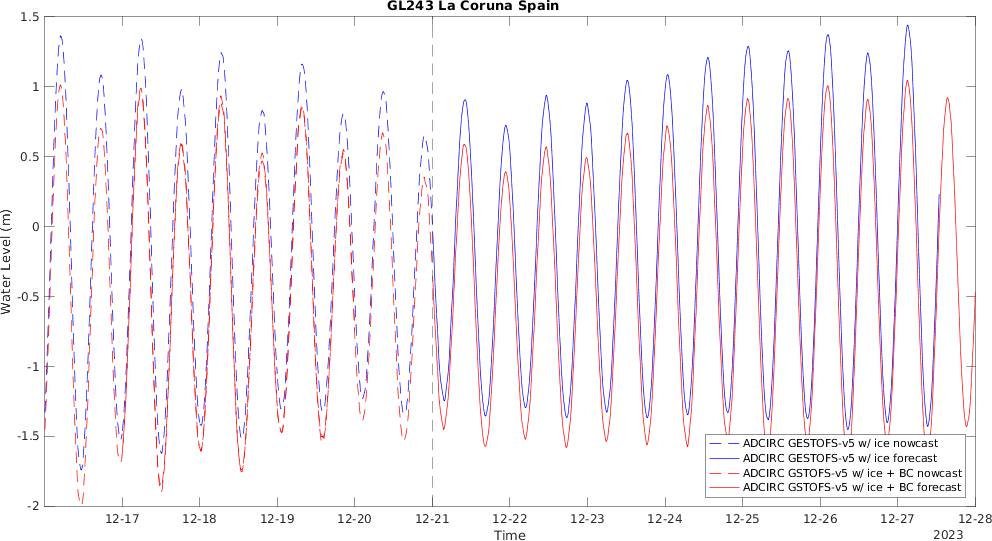 GL243 La Coruna Spain
1.5
1
0.5
0
-0.5
-1
-1.5
-2
Water Level (m)
12-17 12-18 12-19 12-20 12-21 12-22 12-23 12-24 12-25 12-26 12-27 12-28
Time
2023
ADCIRC GESTOFS-v5 w/ ice nowcast
ADCIRC GESTOFS-v5 w/ ice forecast
ADCIRC GSTOFS-v5 w/ ice + BC nowcast
ADCIRC GSTOFS-v5 w/ ice + BC forecast